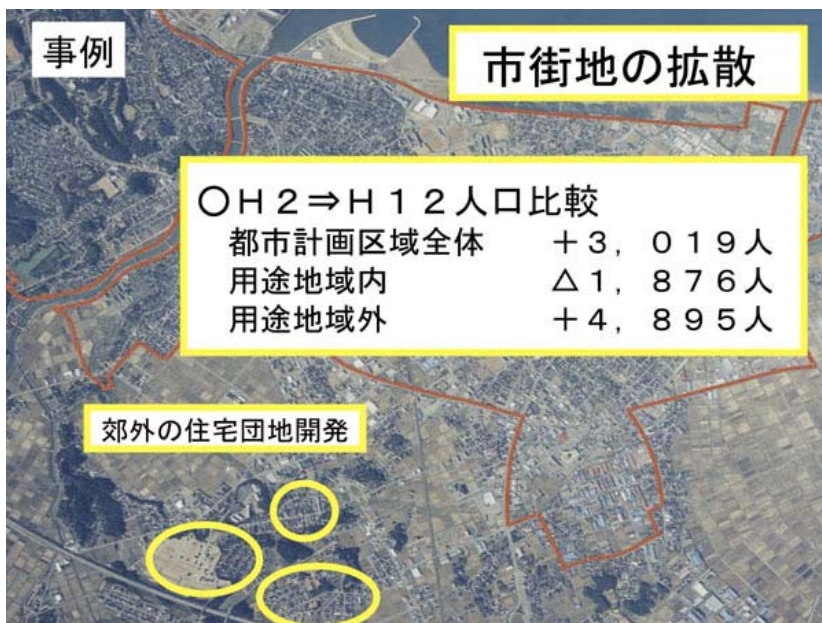 事例
市街地の拡散
〇Ｈ２⇒Ｈ１２人口比較
都市計画区域全体 ＋３，０１９人
用途地域内 △１，８７６人
用途地域外 ＋４，８９５人
郊外の住宅団地開発